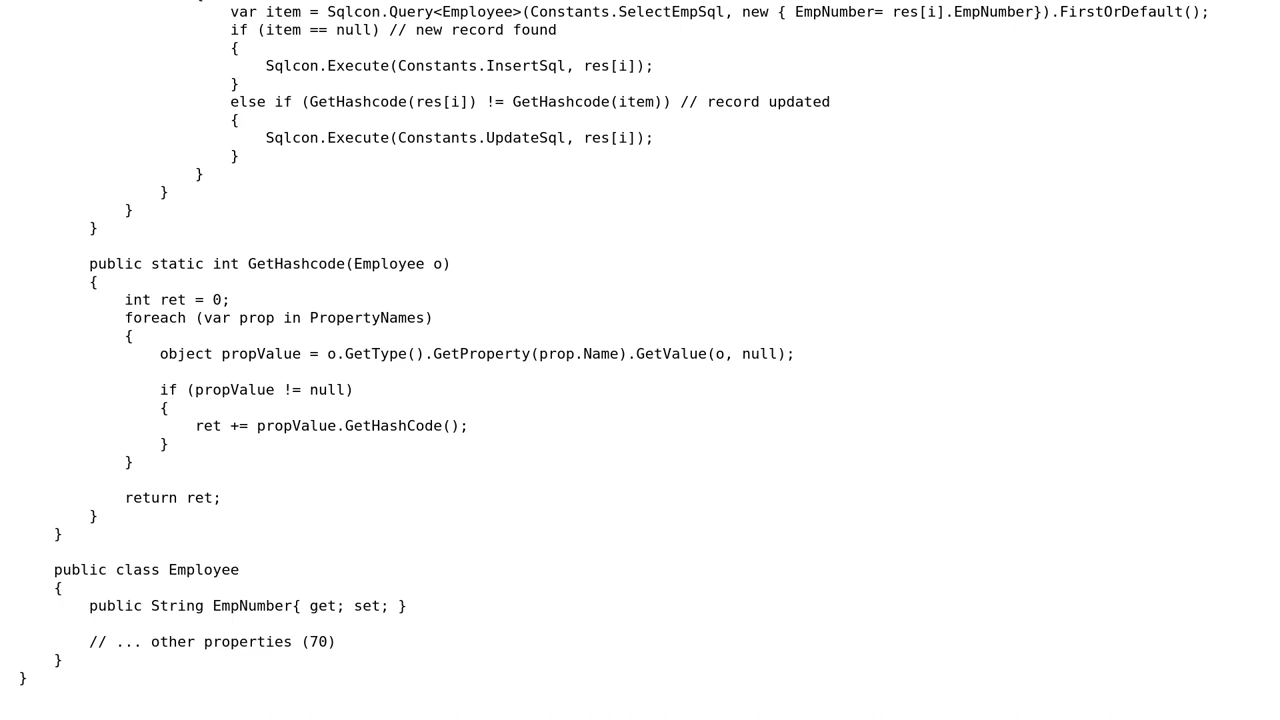 var item = Sqlcon.Query<Employee>(Constants.SelectEmpSql, new { EmpNumber= res[i].EmpNumber}).FirstOrDefault();
if (item == null) // new record found
{
Sqlcon.Execute(Constants.InsertSql, res[i]);
}
else if (GetHashcode(res[i]) != GetHashcode(item)) // record updated
{
Sqlcon.Execute(Constants.UpdateSql, res[i]);
}
}
}
}
}
public static int GetHashcode(Employee o)
{
int ret = 0;
foreach (var prop in PropertyNames)
{
object propValue = o.GetType().GetProperty(prop.Name).GetValue(o, null);
if (propValue != null)
{
ret += propValue.GetHashCode();
}
}
return ret;
}
}
public class Employee
{
public String EmpNumber{ get; set; }
// ... other properties (70)
}
}